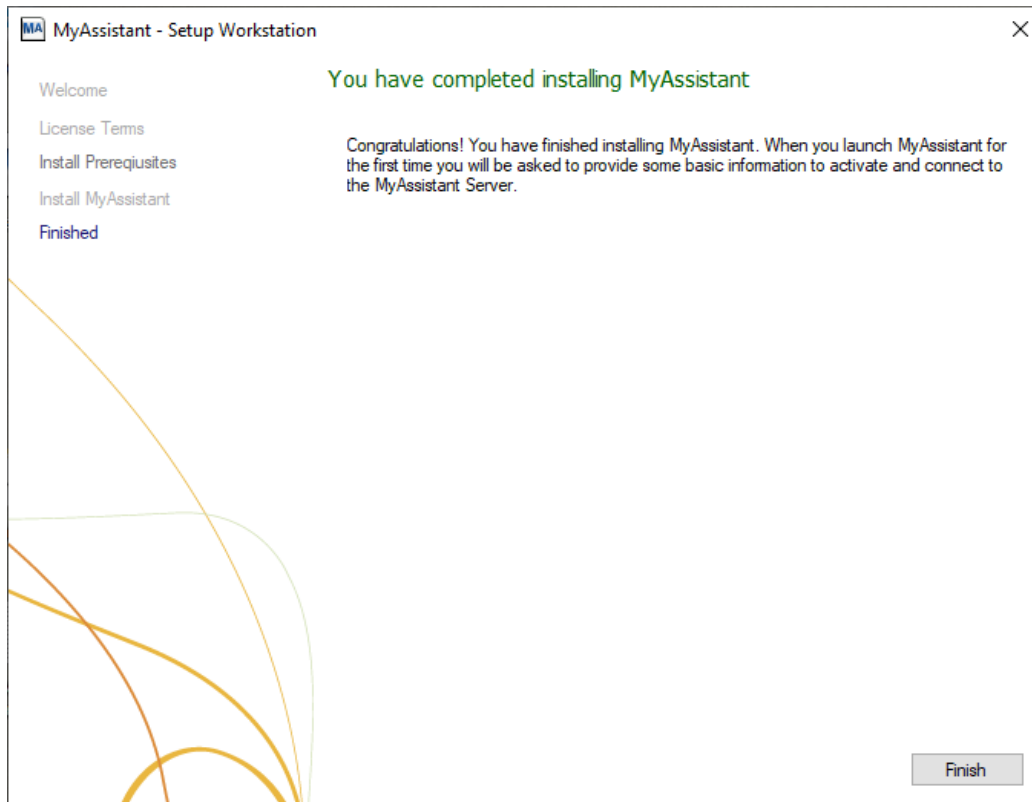 MA MyAssistant - Setup Workstation
Welcome
License Terms
Install Prereqiusites
Install MyAssistant
Finished
You have completed installing MyAssistant
Congratulations! You have finished installing MyAssistant. When you launch MyAssistant for
the first time you will be asked to provide some basic information to activate and connect to
the MyAssistant Server.
Finish